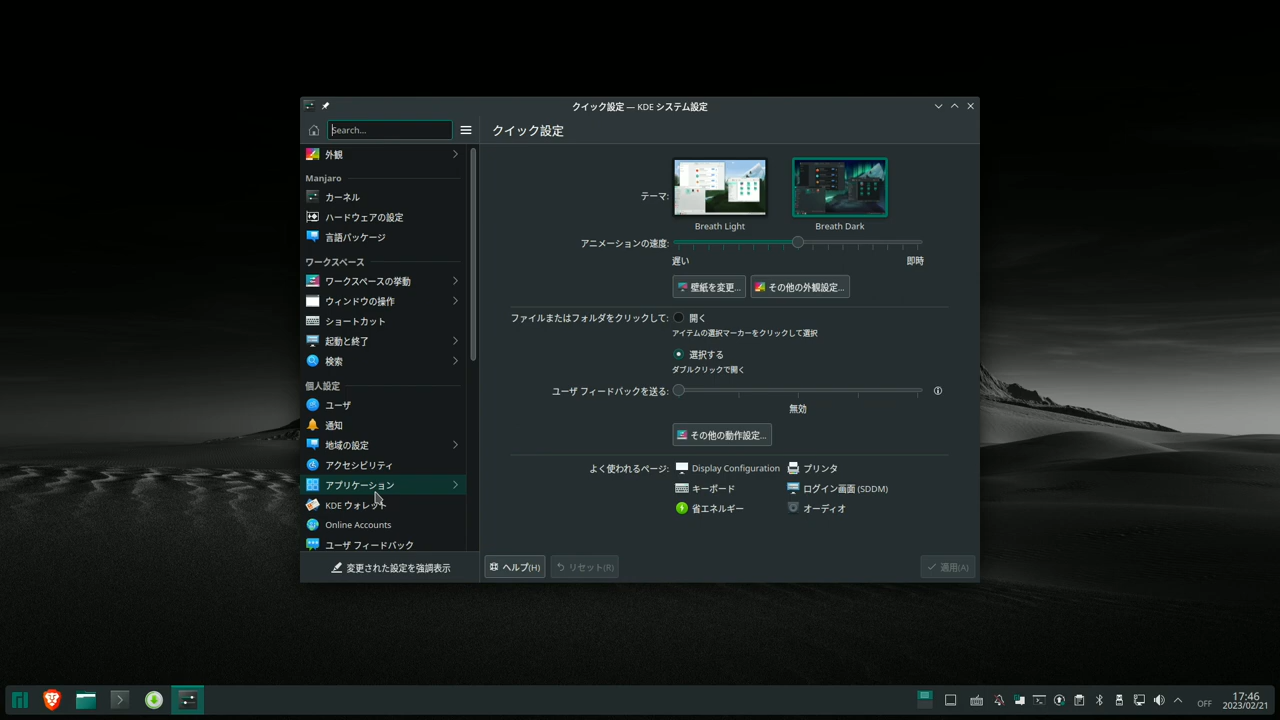 クイック設定 — KDE システム設定
Search...
クイック設定
外観
Manjaro
カーネル
ハードウェアの設定
言語パッケージ
ワークスペース
ワークスペースの挙動
ウィンドウの操作
ショートカット
起動と終了
検索
個人設定
ユーザ
通知
地域の設定
アクセシビリティ
アプリケーション
KDE ウォレット
Online Accounts
ユーザ フィードバック
変更された設定を強調表示
テーマ:
Breath Light
Breath Dark
アニメーションの速度:
遅い
即時
壁紙を変更...
その他の外観設定...
ファイルまたはフォルダをクリックして:
開く
アイテムの選択マーカーをクリックして選択
選択する
ダブルクリックで開く
ユーザ フィードバックを送る:
無効
その他の動作設定...
よく使われるページ:
Display Configuration
プリンタ
キーボード
ログイン画面 (SDDM)
省エネルギー
オーディオ
ヘルプ(H)
リセット(R)
適用(A)
OFF
17:46
2023/02/21